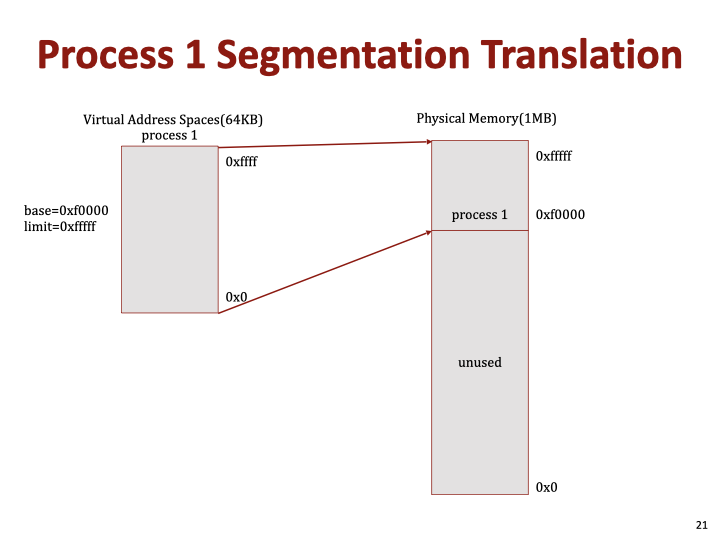 Process 1 Segmentation Translation
Virtual Address Spaces(64KB)
process 1
Physical Memory(1MB)
0xffff
0xfffff
base=0xf0000
limit=0xfffff
process 1
0xf0000
0x0
unused
0x0
21